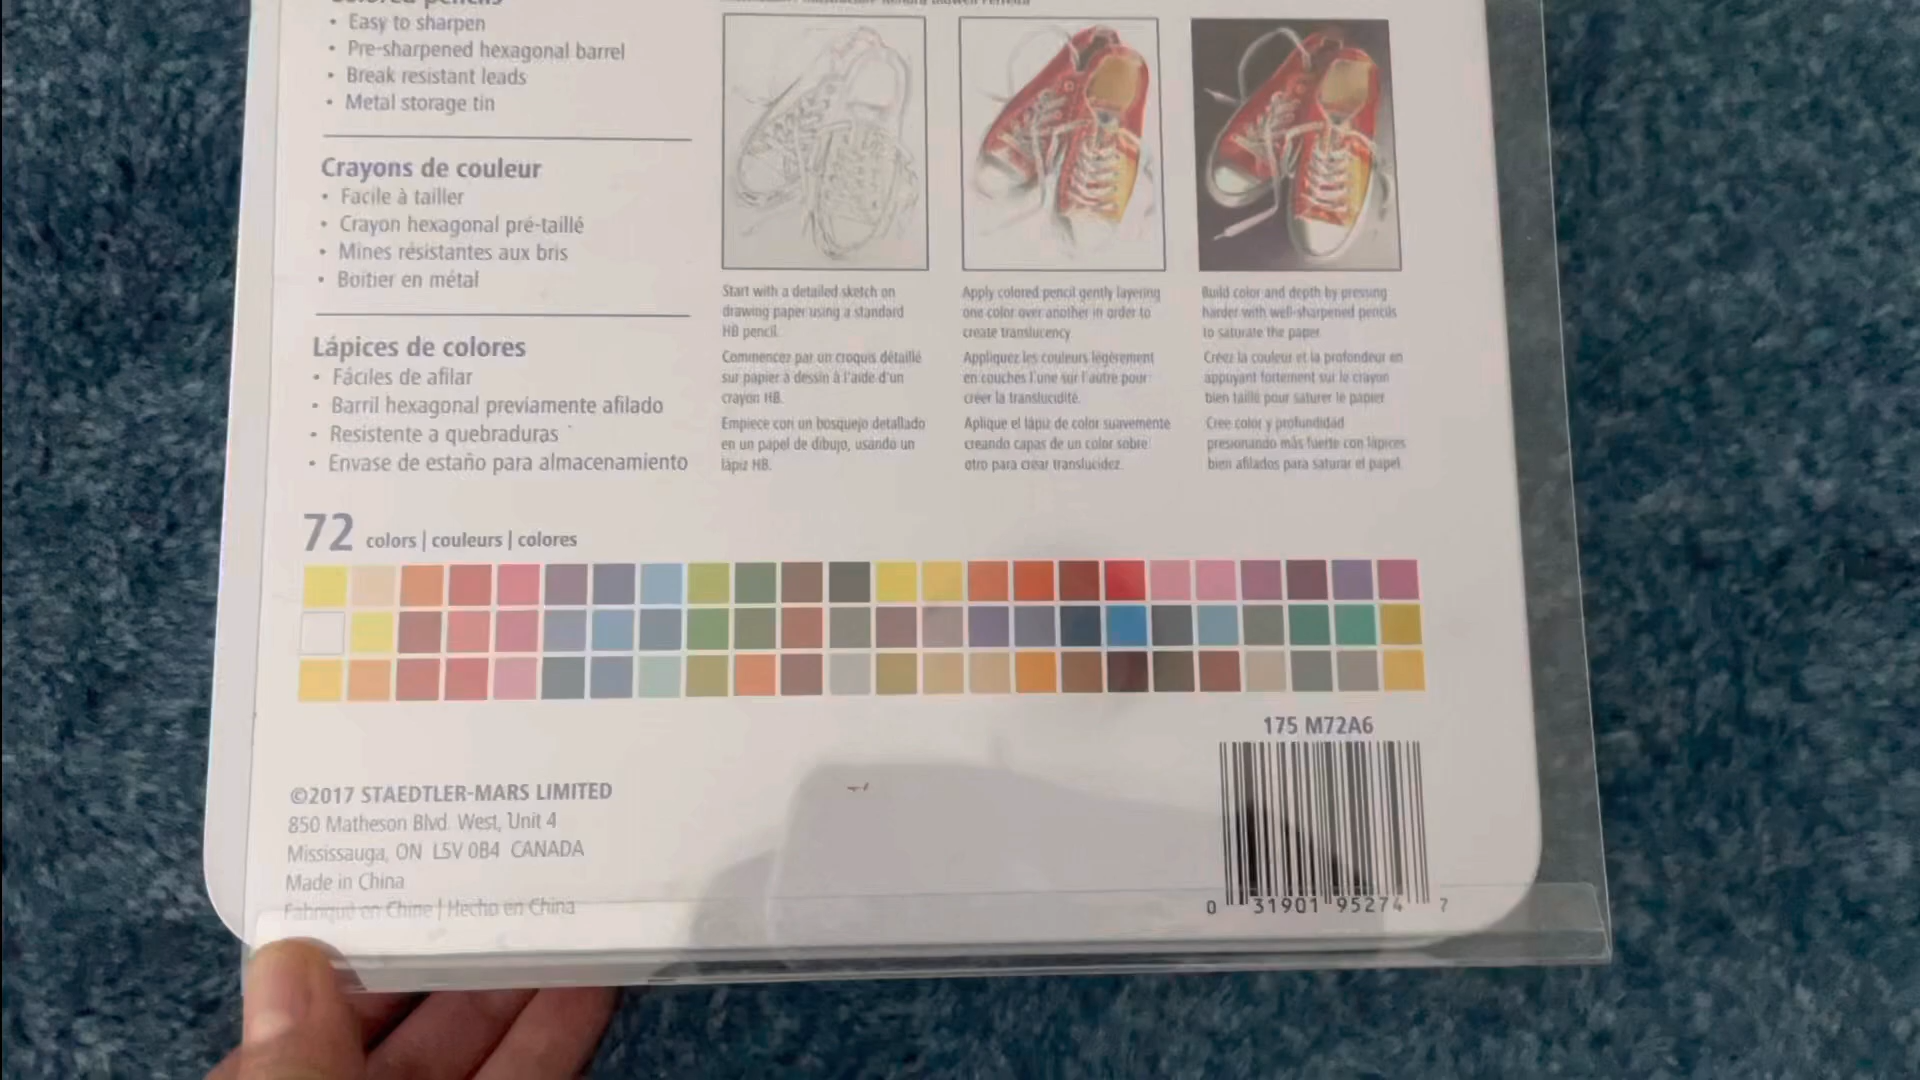 Colored pencils
• Easy to sharpen
• Pre-sharpened hexagonal barrel
• Break resistant leads
• Metal storage tin
Crayons de couleur
• Facile à tailler
• Crayon hexagonal pré-taillé
• Mines résistantes aux bris
• Boîtier en métal
Lápices de colores
• Fáciles de afilar
• Barril hexagonal previamente afilado
• Resistente a quebraduras
• Envase de estaño para almacenamiento
Start with a detailed sketch on
drawing paper using a standard
HB pencil.
Commencez par un croquis détaillé
sur papier à dessin à l'aide d'un
crayon HB.
Empiece con un bosquejo detallado
en un papel de dibujo, usando un
lápiz HB.
Apply colored pencil gently layering
one color over another in order to
create translucency.
Appliquez les couleurs légèrement
en couches l'une sur l'autre pour
créer la translucidité.
Aplique el lápiz de color suavemente
creando capas de un color sobre
otro para crear translucidez.
Build color and depth by pressing
harder with well-sharpened pencils
to saturate the paper.
Créez la couleur et la profondeur en
appuyant fortement sur le crayon
bien taillé pour saturer le papier.
Cree color y profundidad
presionando más fuerte con lápices
bien afilados para saturar el papel.
72 colors | couleurs | colores
©2017 STAEDTLER-MARS LIMITED
850 Matheson Blvd. West, Unit 4
Mississauga, ON L5V 0B4 CANADA
Made in China
Fabriqué en Chine | Hecho en China
175 M72A6
0 31901 95274 7